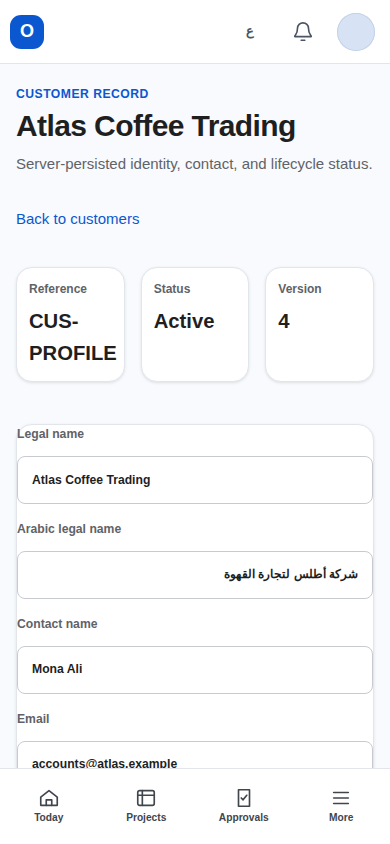 O
ع
CUSTOMER RECORD
Atlas Coffee Trading
Server-persisted identity, contact, and lifecycle status.
Back to customers
Reference
CUS-
PROFILE
Status
Active
Version
4
Legal name
Atlas Coffee Trading
Arabic legal name
شركة أطلس لتجارة القهوة
Contact name
Mona Ali
Email
accounts@atlas.example
Today
Projects
Approvals
More